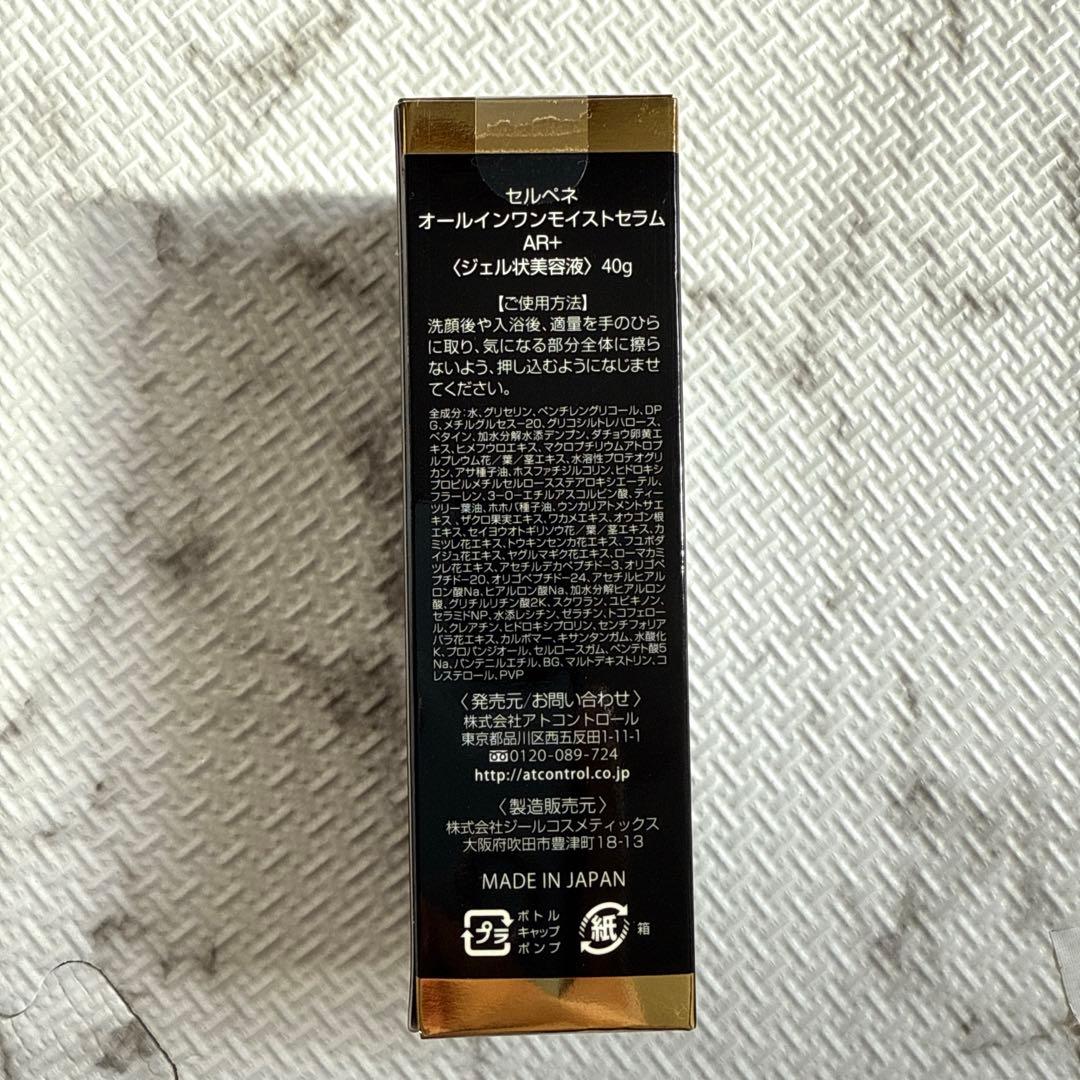 セルペネ
オールインワンモイストセラム
AR+
〈ジェル状美容液〉 40g
【ご使用方法】
洗顔後や入浴後、適量を手のひら
に取り、気になる部分全体に擦ら
ないよう、押し込むようになじませ
てください。
全成分:水、グリセリン、ペンチレングリコール、DP
G、メチルグルセス-20、グリコシルトレハロース、
ベタイン、加水分解水添デンプン、ダチョウ卵黄エ
キス、ヒメフウロエキス、マクロプチリウムアトロプ
ルプレウム花/葉/茎エキス、水溶性プロテオグリ
カン、アサ種子油、ホスファチジルコリン、ヒドロキシ
プロピルメチルセルロースステアロキシエーテル、
フラーレン、3-O-エチルアスコルビン酸、ティー
ツリー葉油、ホホバ種子油、ウンカリアトメントサエ
キス、ザクロ果実エキス、ワカメエキス、オウゴン根
エキス、セイヨウオトギリソウ花/葉/茎エキス、カ
ミツレ花エキス、トウキンセンカ花エキス、フユボダ
イジュ花エキス、ヤグルマギク花エキス、ローマカミ
ツレ花エキス、アセチルデカペプチド-3、オリゴペ
プチド-20、オリゴペプチド-24、アセチルヒアル
ロン酸Na、ヒアルロン酸Na、加水分解ヒアルロン
酸、グリチルリチン酸2K、スクワラン、ユビキノン、
セラミドNP、水添レシチン、ゼラチン、トコフェロー
ル、クレアチン、ヒドロキシプロリン、センチフォリア
バラ花エキス、カルボマー、キサンタンガム、水酸化
K、プロパンジオール、セルロースガム、ペンテト酸5
Na、パンテニルエチル、BG、マルトデキストリン、コ
レステロール、PVP
〈発売元/お問い合わせ〉
株式会社アトコントロール
東京都品川区西五反田1-11-1
0120-089-724
http://atcontrol.co.jp
〈製造販売元〉
株式会社ジールコスメティックス
大阪府吹田市豊津町18-13
MADE IN JAPAN
プラ
ボトル
キャップ
ポンプ
紙
箱